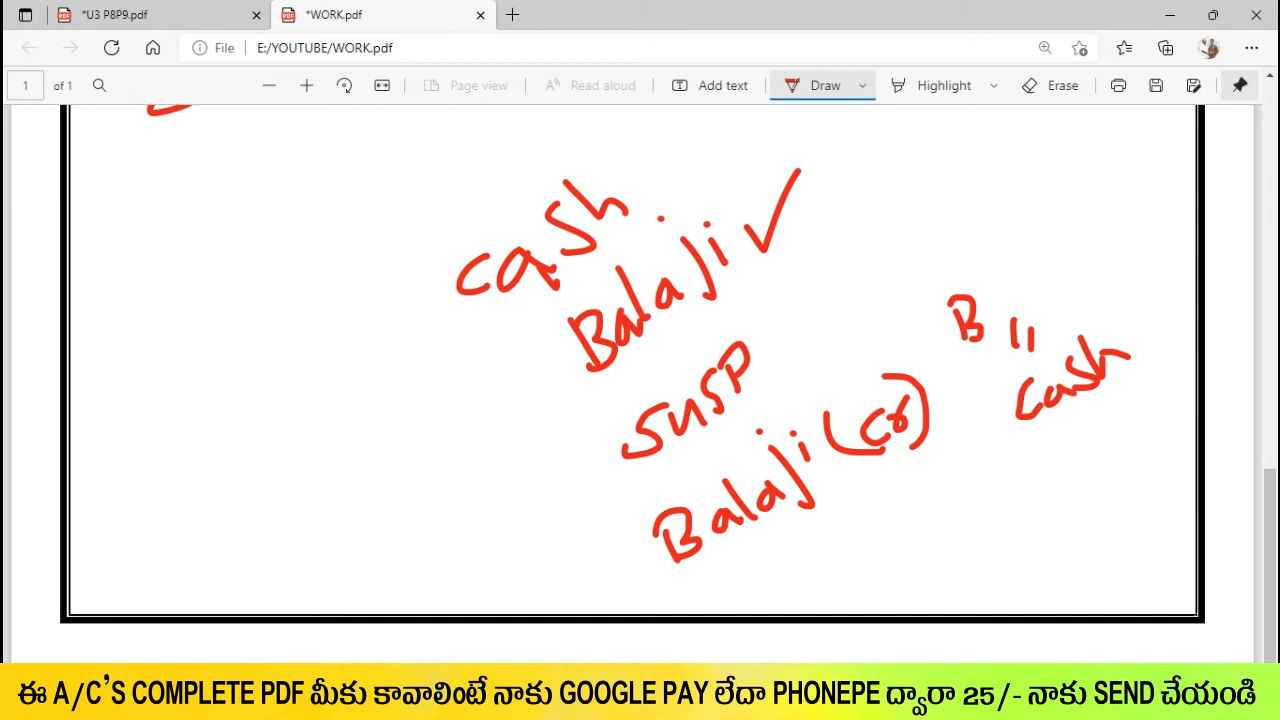 *U3 P8P9.pdf
*WORK.pdf
File
E:/YOUTUBE/WORK.pdf
1 of 1
Page view
Read aloud
Add text
Draw
Highlight
Erase
cash
Balaji
susp
Balaji (cr)
B 11
cash
ఈ A/C'S COMPLETE PDF మీకు కావాలింటే నాకు GOOGLE PAY లేదా PHONEPE ద్వారా 25/- నాకు SEND చేయండి